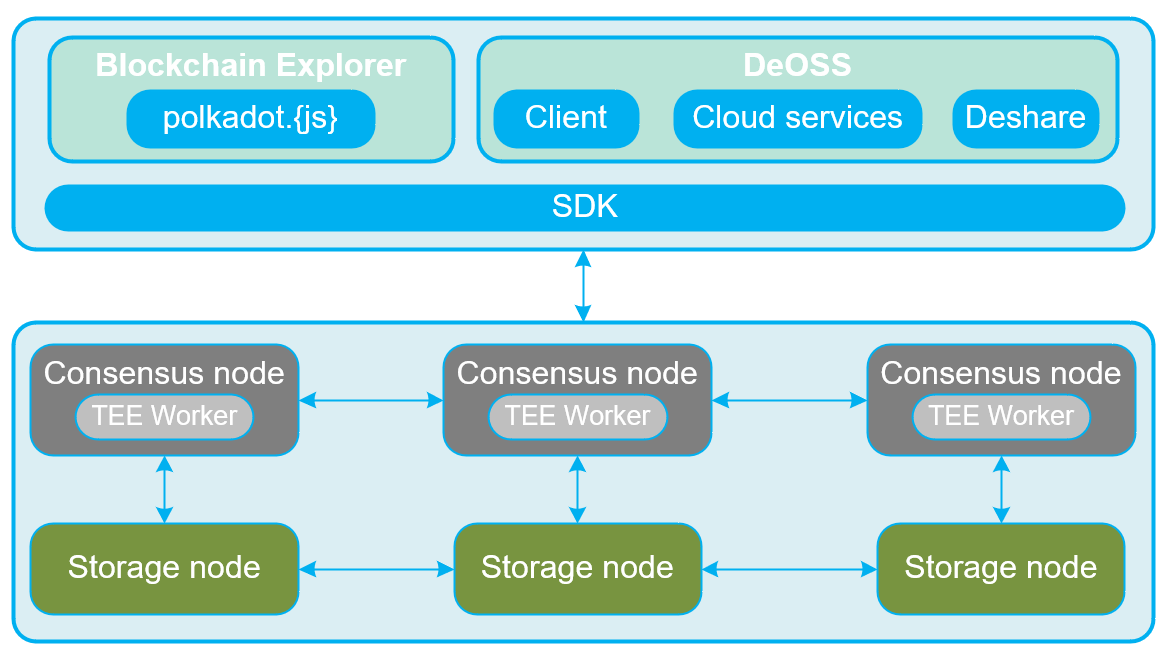 Blockchain Explorer
polkadot.{js}
DeOSS
Client
Cloud services
Deshare
SDK
Consensus node
TEE Worker
Consensus node
TEE Worker
Consensus node
TEE Worker
Storage node
Storage node
Storage node